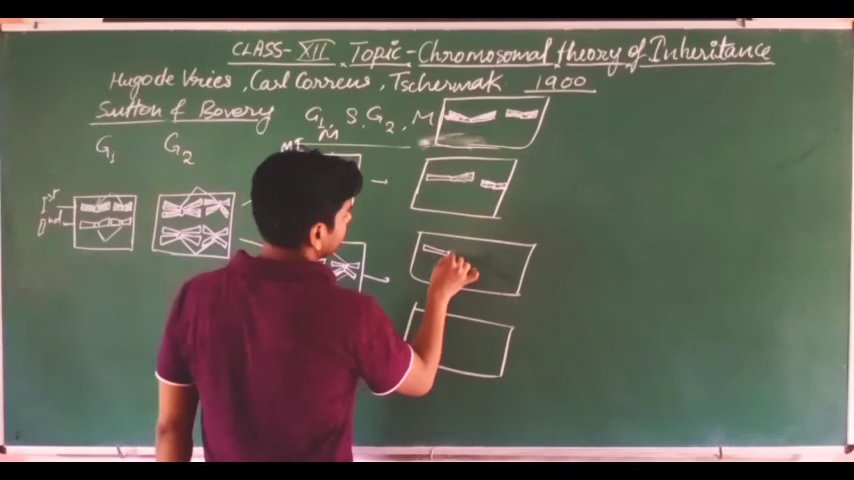 CLASS-XII Topic-Chromosomal theory of Inheritance
Hugo de Vries, Carl Correns, Tschermak 1900
Sutton & Bovery G1, S, G2, M
M
G1 G2
Ist